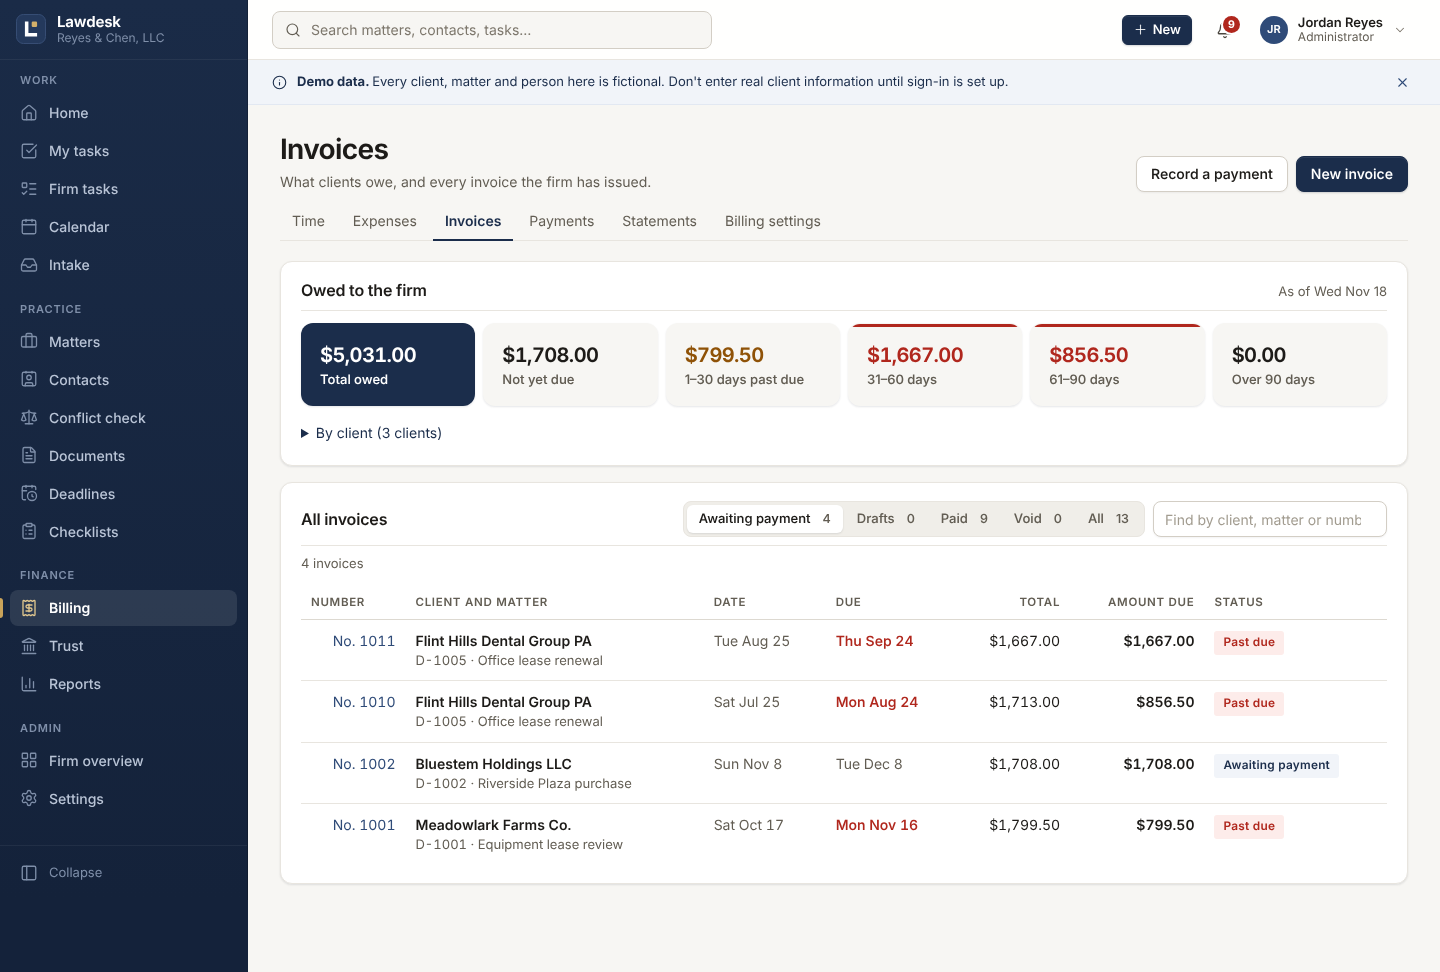 Lawdesk
Reyes & Chen, LLC
WORK
Home
My tasks
Firm tasks
Calendar
Intake
PRACTICE
Matters
Contacts
Conflict check
Documents
Deadlines
Checklists
FINANCE
Billing
Trust
Reports
ADMIN
Firm overview
Settings
Collapse
Search matters, contacts, tasks...
New
9
JR
Jordan Reyes
Administrator
Demo data. Every client, matter and person here is fictional. Don't enter real client information until sign-in is set up.
Invoices
What clients owe, and every invoice the firm has issued.
Record a payment
New invoice
Time Expenses Invoices Payments Statements Billing settings
Owed to the firm
As of Wed Nov 18
$5,031.00
Total owed
$1,708.00
Not yet due
$799.50
1–30 days past due
$1,667.00
31–60 days
$856.50
61–90 days
$0.00
Over 90 days
By client (3 clients)
All invoices
Awaiting payment 4 Drafts 0 Paid 9 Void 0 All 13
Find by client, matter or numb
4 invoices
NUMBER CLIENT AND MATTER DATE DUE TOTAL AMOUNT DUE STATUS
No. 1011 Flint Hills Dental Group PA Tue Aug 25 Thu Sep 24 $1,667.00 $1,667.00 Past due
D-1005 · Office lease renewal
No. 1010 Flint Hills Dental Group PA Sat Jul 25 Mon Aug 24 $1,713.00 $856.50 Past due
D-1005 · Office lease renewal
No. 1002 Bluestem Holdings LLC Sun Nov 8 Tue Dec 8 $1,708.00 $1,708.00 Awaiting payment
D-1002 · Riverside Plaza purchase
No. 1001 Meadowlark Farms Co. Sat Oct 17 Mon Nov 16 $1,799.50 $799.50 Past due
D-1001 · Equipment lease review